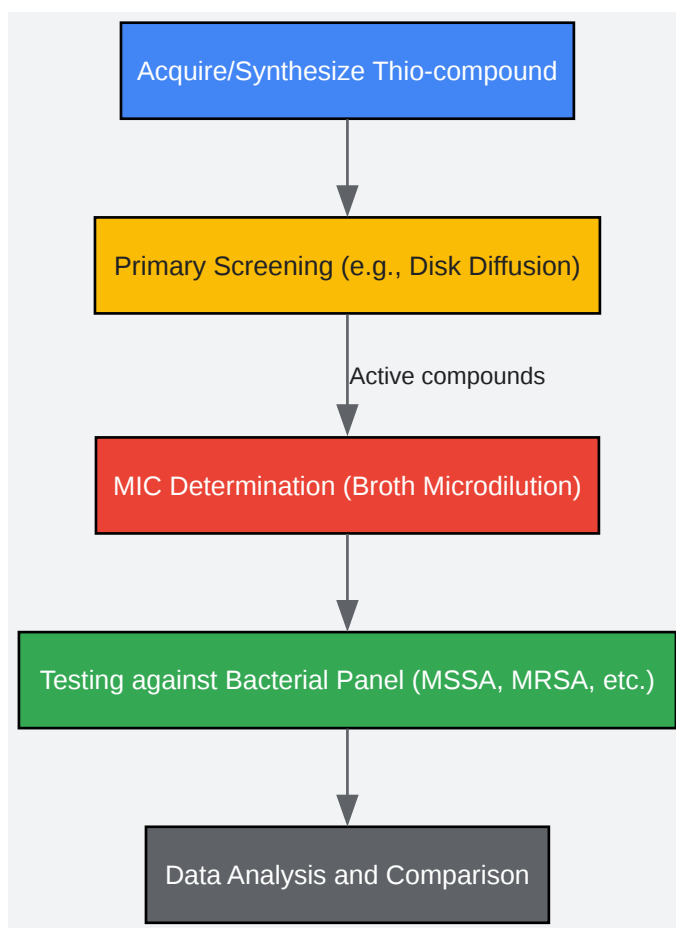 Acquire/Synthesize Thio-compound
Primary Screening (e.g., Disk Diffusion)
Active compounds
MIC Determination (Broth Microdilution)
Testing against Bacterial Panel (MSSA, MRSA, etc.)
Data Analysis and Comparison